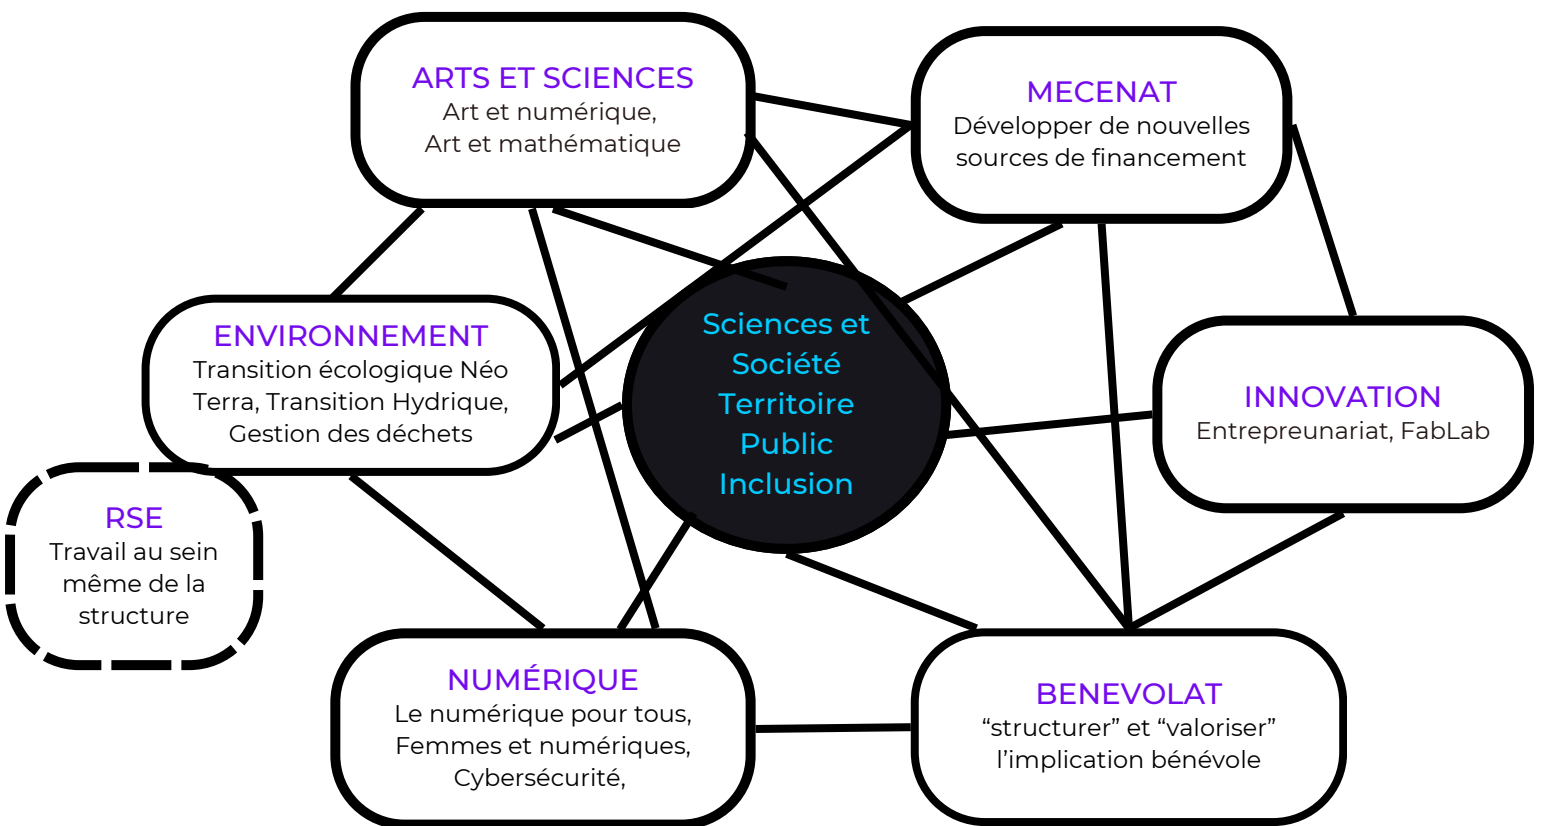 ARTS ET SCIENCES
Art et numérique,
Art et mathématique
MECENAT
Développer de nouvelles
sources de financement
ENVIRONNEMENT
Transition écologique Néo
Terra, Transition Hydrique,
Gestion des déchets
Sciences et
Société
Territoire
Public
Inclusion
INNOVATION
Entrepreunariat, FabLab
RSE
Travail au sein
même de la
structure
NUMÉRIQUE
Le numérique pour tous,
Femmes et numériques,
Cybersécurité,
BENEVOLAT
“structurer” et “valoriser”
l’implication bénévole